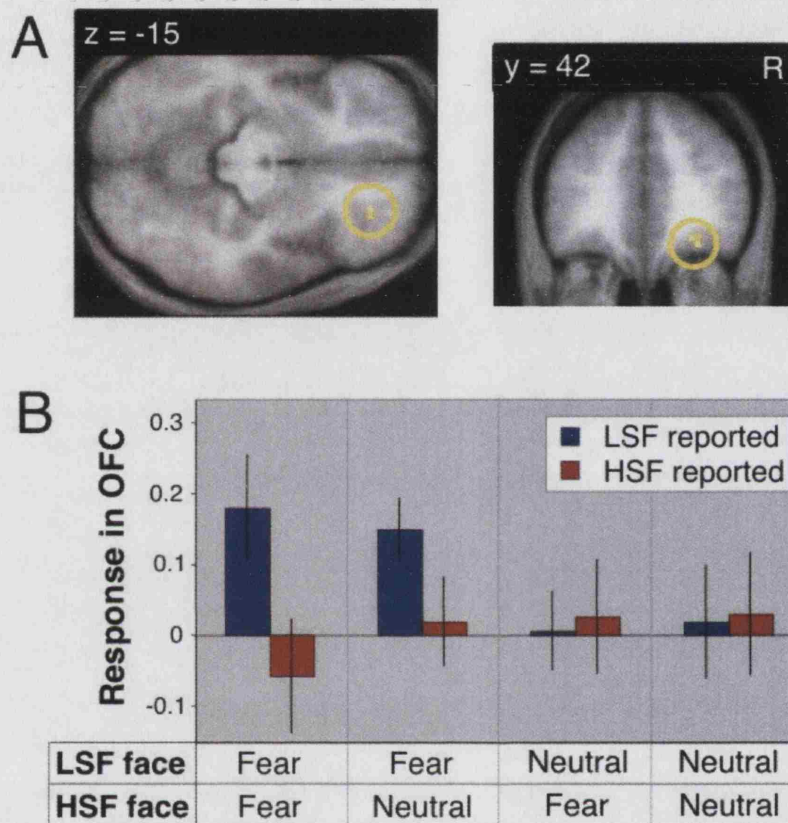 A
z = -15
y = 42
R
B
Response in OFC
0.3
0.2
0.1
0
-0.1
LSF reported
HSF reported
LSF face Fear Fear Neutral Neutral
HSF face Fear Neutral Fear Neutral